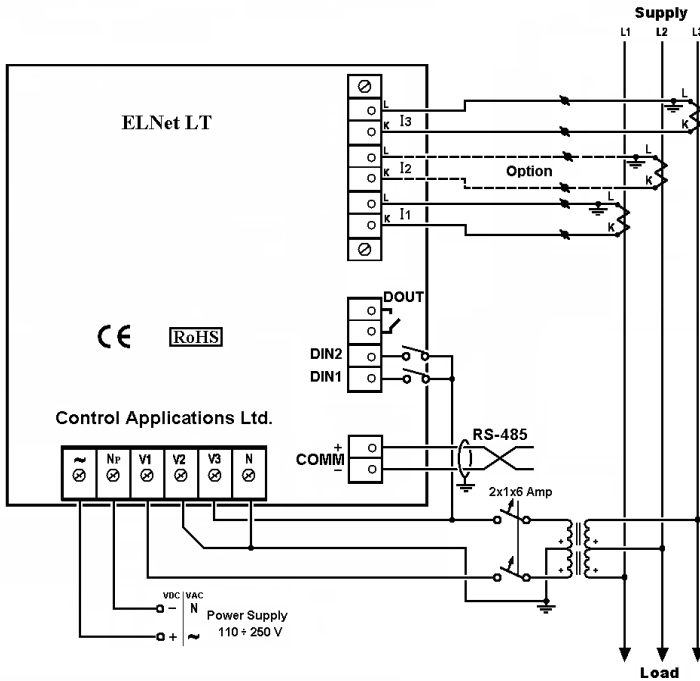 Supply
L1 L2 L3
ELNet LT
L
I3
K
L
I2
K
L
I1
K
Option
L
K
L
K
L
K
DOUT
DIN2
DIN1
CE
RoHS
Control Applications Ltd.
~ NP V1 V2 V3 N
COMM
+
−
RS-485
2x1x6 Amp
+ +
+ +
VDC VAC
− N
+ ~
Power Supply
110 ÷ 250 V
Load